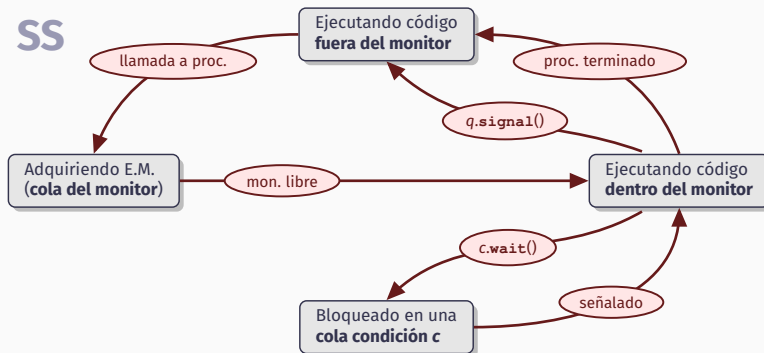 SS
Ejecutando código
fuera del monitor
llamada a proc.
proc. terminado
q.signal()
Adquiriendo E.M.
(cola del monitor)
mon. libre
Ejecutando código
dentro del monitor
c.wait()
señalado
Bloqueado en una
cola condición c